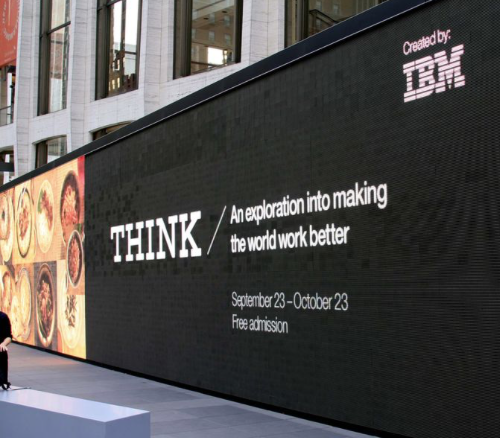 Created by:
IBM
THINK / An exploration into making
the world work better
September 23 – October 23
Free admission